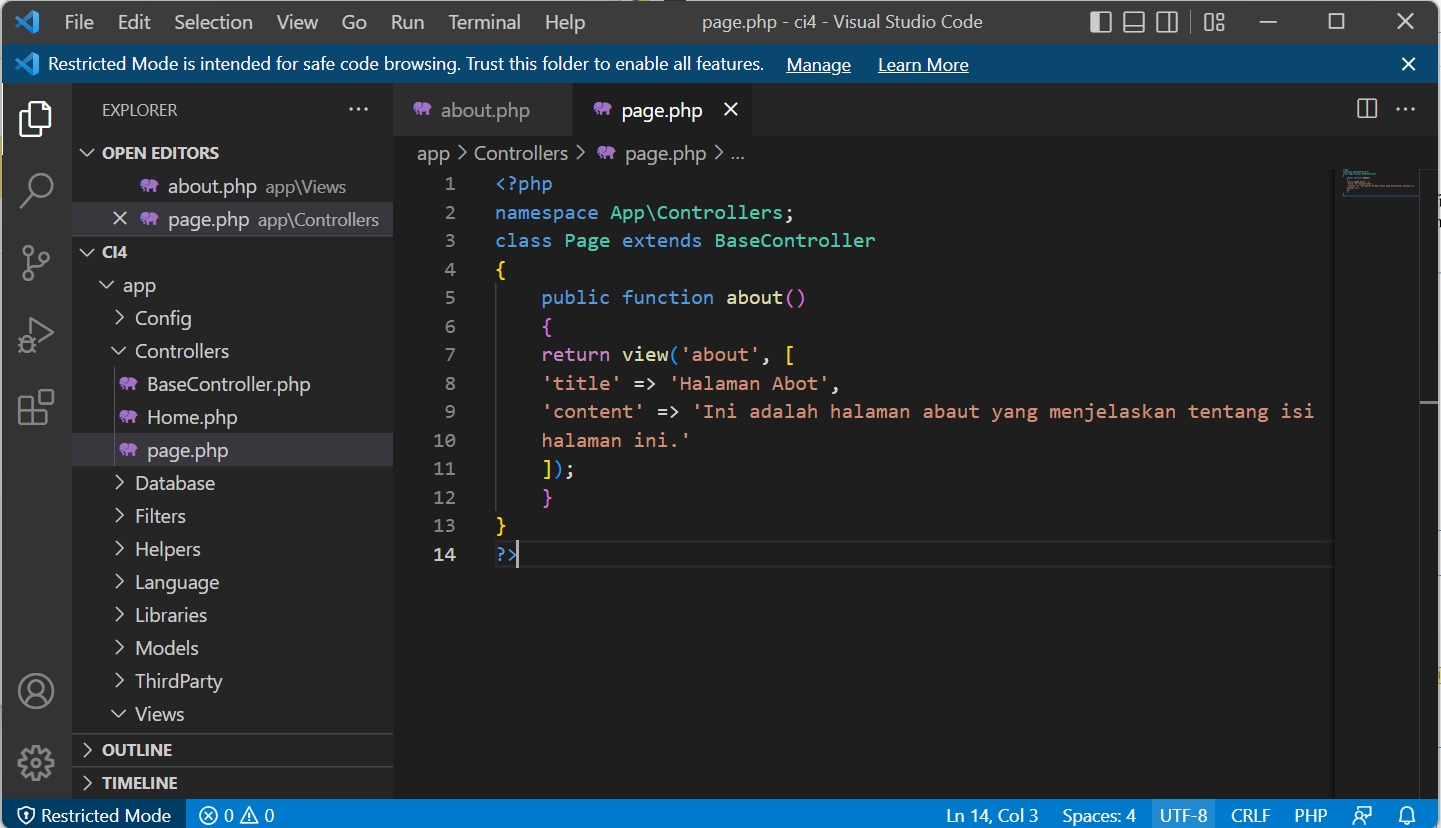 File Edit Selection View Go Run Terminal Help page.php - ci4 - Visual Studio Code
Restricted Mode is intended for safe code browsing. Trust this folder to enable all features. Manage Learn More
EXPLORER
OPEN EDITORS
about.php app\Views
page.php app\Controllers
CI4
app
Config
Controllers
BaseController.php
Home.php
page.php
Database
Filters
Helpers
Language
Libraries
Models
ThirdParty
Views
OUTLINE
TIMELINE
about.php page.php
app > Controllers > page.php > ...
1 <?php
2 namespace App\Controllers;
3 class Page extends BaseController
4 {
5 public function about()
6 {
7 return view('about', [
8 'title' => 'Halaman Abot',
9 'content' => 'Ini adalah halaman abaut yang menjelaskan tentang isi
10 halaman ini.'
11 ]);
12 }
13 }
14 ?>
Restricted Mode 0 0 Ln 14, Col 3 Spaces: 4 UTF-8 CRLF PHP